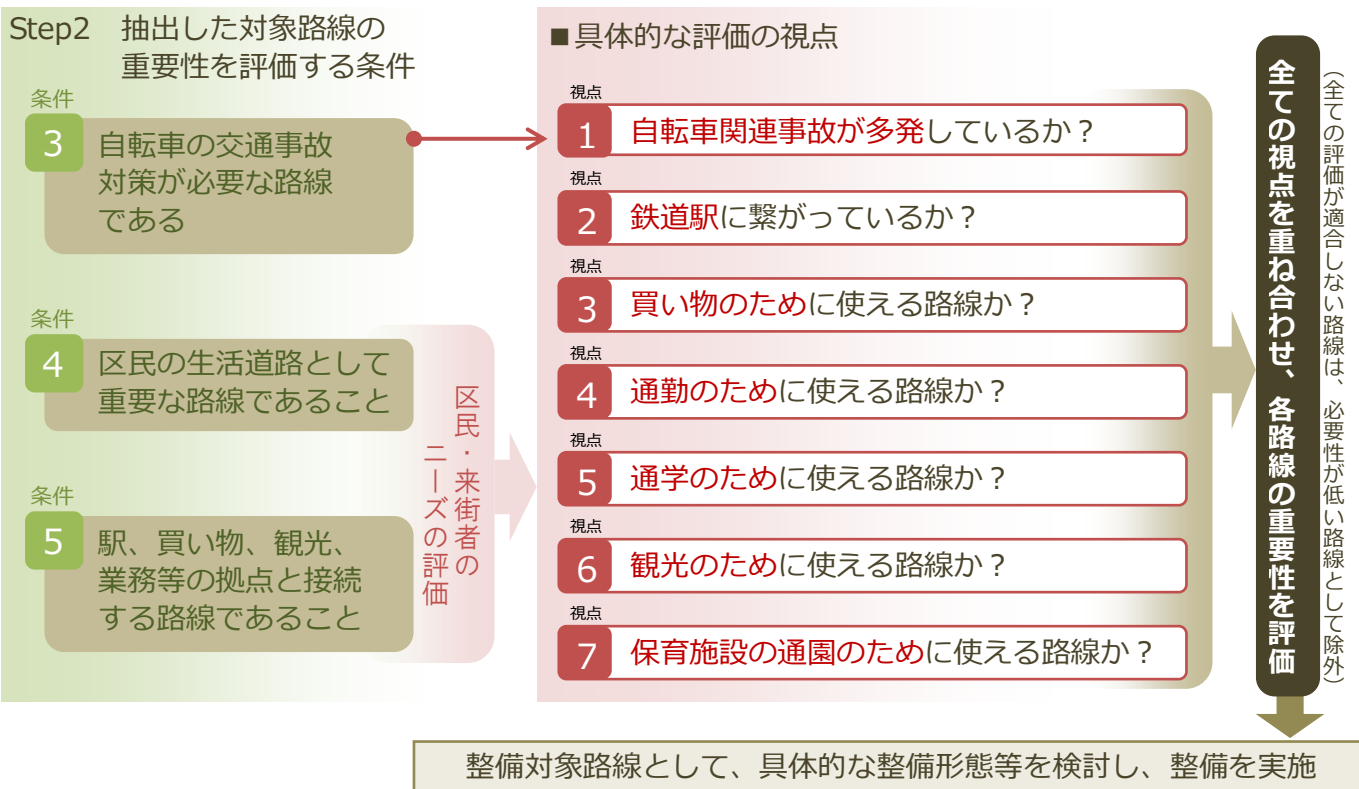 Step2 抽出した対象路線の
重要性を評価する条件
条件
3
自転車の交通事故
対策が必要な路線
である
条件
4
区民の生活道路として
重要な路線であること
条件
5
駅、買い物、観光、
業務等の拠点と接続
する路線であること
区民・来街者の
ニーズの評価
■具体的な評価の視点
視点
1
自転車関連事故が多発しているか？
視点
2
鉄道駅に繋がっているか？
視点
3
買い物のために使える路線か？
視点
4
通勤のために使える路線か？
視点
5
通学のために使える路線か？
視点
6
観光のために使える路線か？
視点
7
保育施設の通園のために使える路線か？
全ての視点を重ね合わせ、各路線の重要性を評価
（全ての評価が適合しない路線は、必要性が低い路線として除外）
整備対象路線として、具体的な整備形態等を検討し、整備を実施